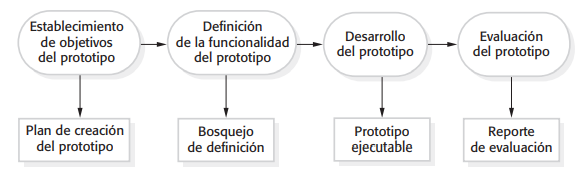 Establecimiento
de objetivos
del prototipo
Definición
de la funcionalidad
del prototipo
Desarrollo
del prototipo
Evaluación
del prototipo
Plan de creación
del prototipo
Bosquejo
de definición
Prototipo
ejecutable
Reporte
de evaluación